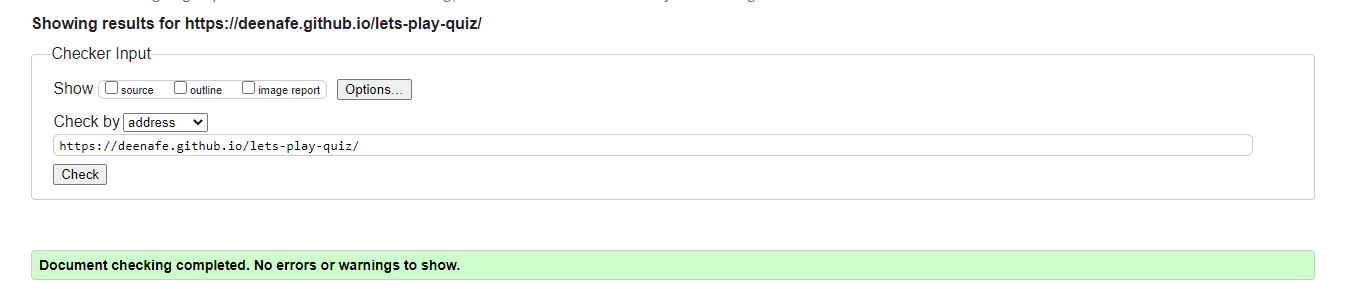 Showing results for https://deenafe.github.io/lets-play-quiz/
Checker Input
Show source outline image report Options...
Check by address
https://deenafe.github.io/lets-play-quiz/
Check
Document checking completed. No errors or warnings to show.